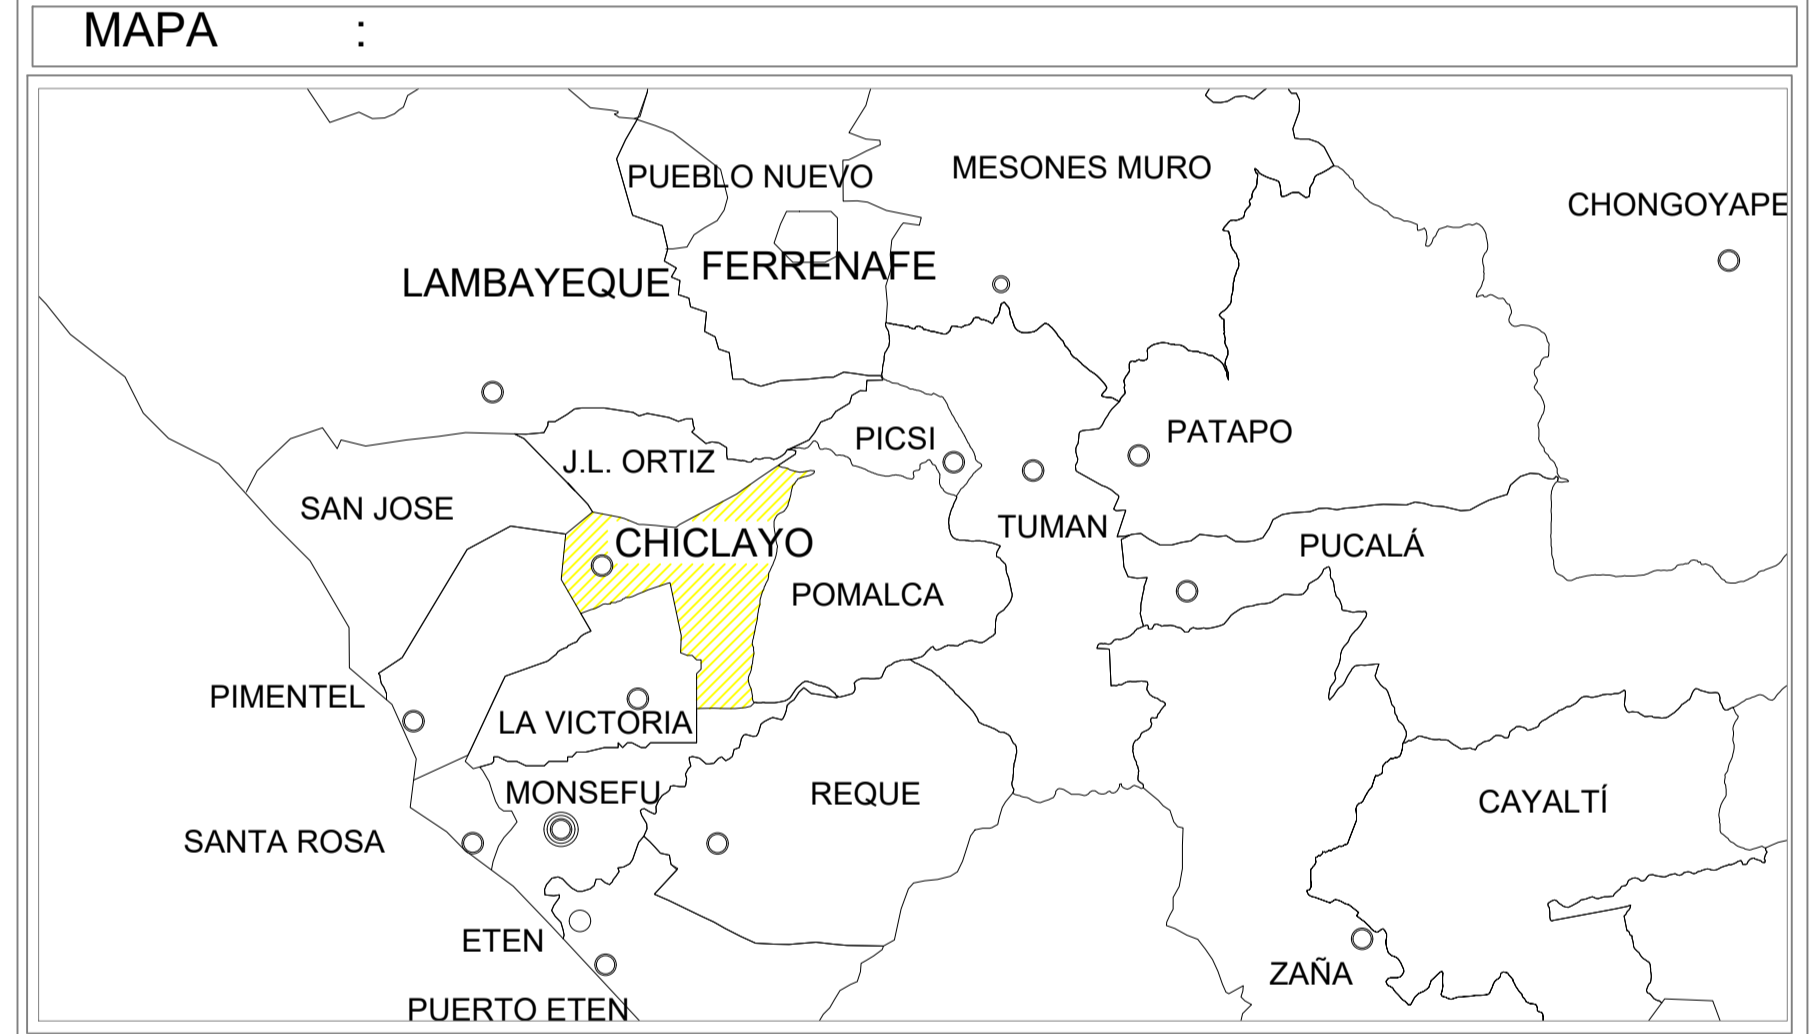 MAPA :
PUEBLO NUEVO
MESONES MURO
CHONGOYAPE
LAMBAYEQUE
FERRENAFE
J.L. ORTIZ
PICSI
PATAPO
SAN JOSE
CHICLAYO
TUMAN
PUCALÁ
POMALCA
PIMENTEL
LA VICTORIA
MONSEFU
REQUE
CAYALTÍ
SANTA ROSA
ETEN
ZAÑA
PUERTO ETEN